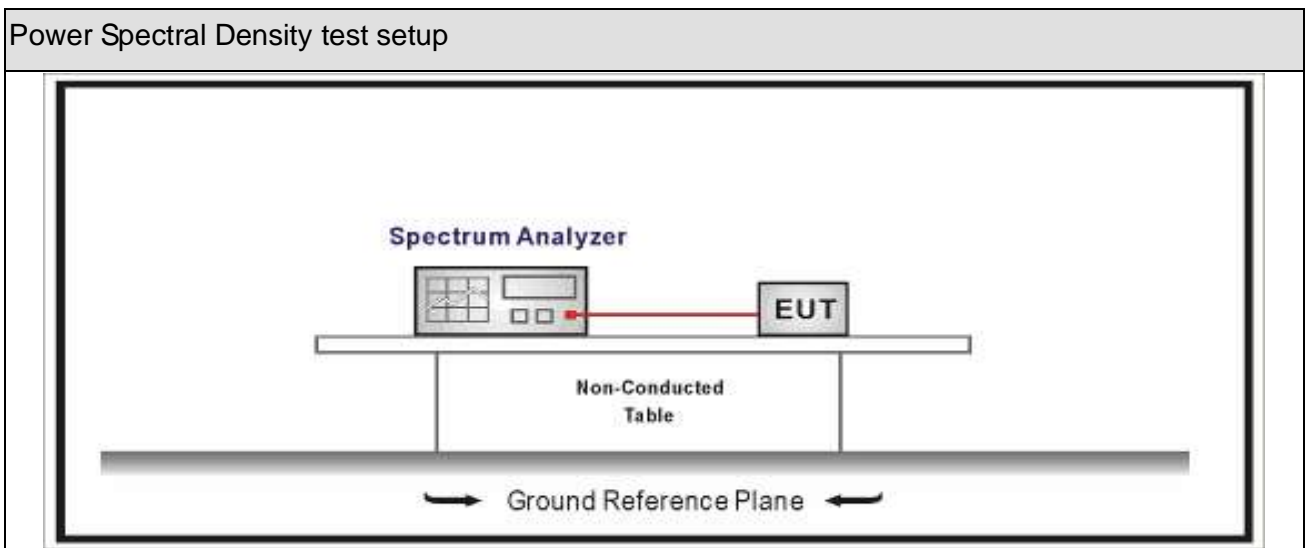 Power Spectral Density test setup
Spectrum Analyzer
EUT
Non-Conducted
Table
Ground Reference Plane